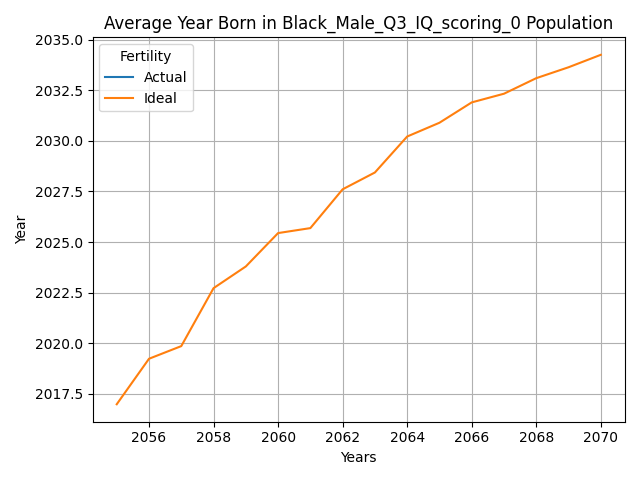 Average Year Born in Black_Male_Q3_IQ_scoring_0 Population
Fertility
Actual
Ideal
2035.0
2032.5
2030.0
2027.5
2025.0
2022.5
2020.0
2017.5
Year
2056 2058 2060 2062 2064 2066 2068 2070
Years